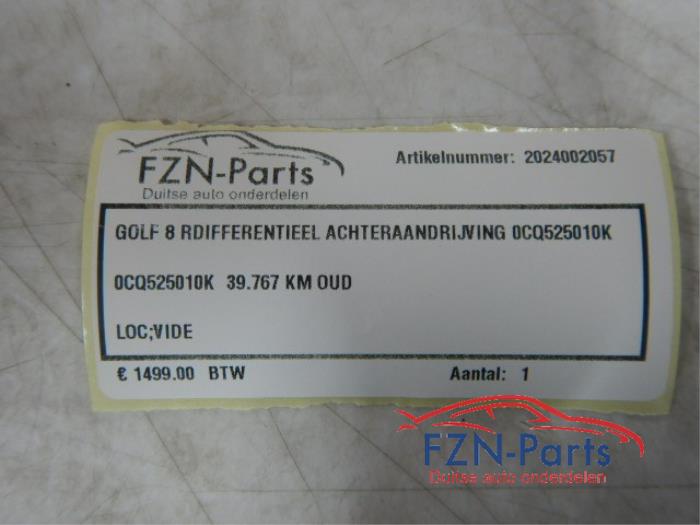 FZN-Parts
Duitse auto onderdelen
Artikelnummer: 2024002057
GOLF 8 RDIFFERENTIEEL ACHTERAANDRIJVING 0CQ525010K
0CQ525010K 39.767 KM OUD
LOC;VIDE
€ 1499.00 BTW
Aantal: 1
FZN-Parts
Duitse auto onderdelen